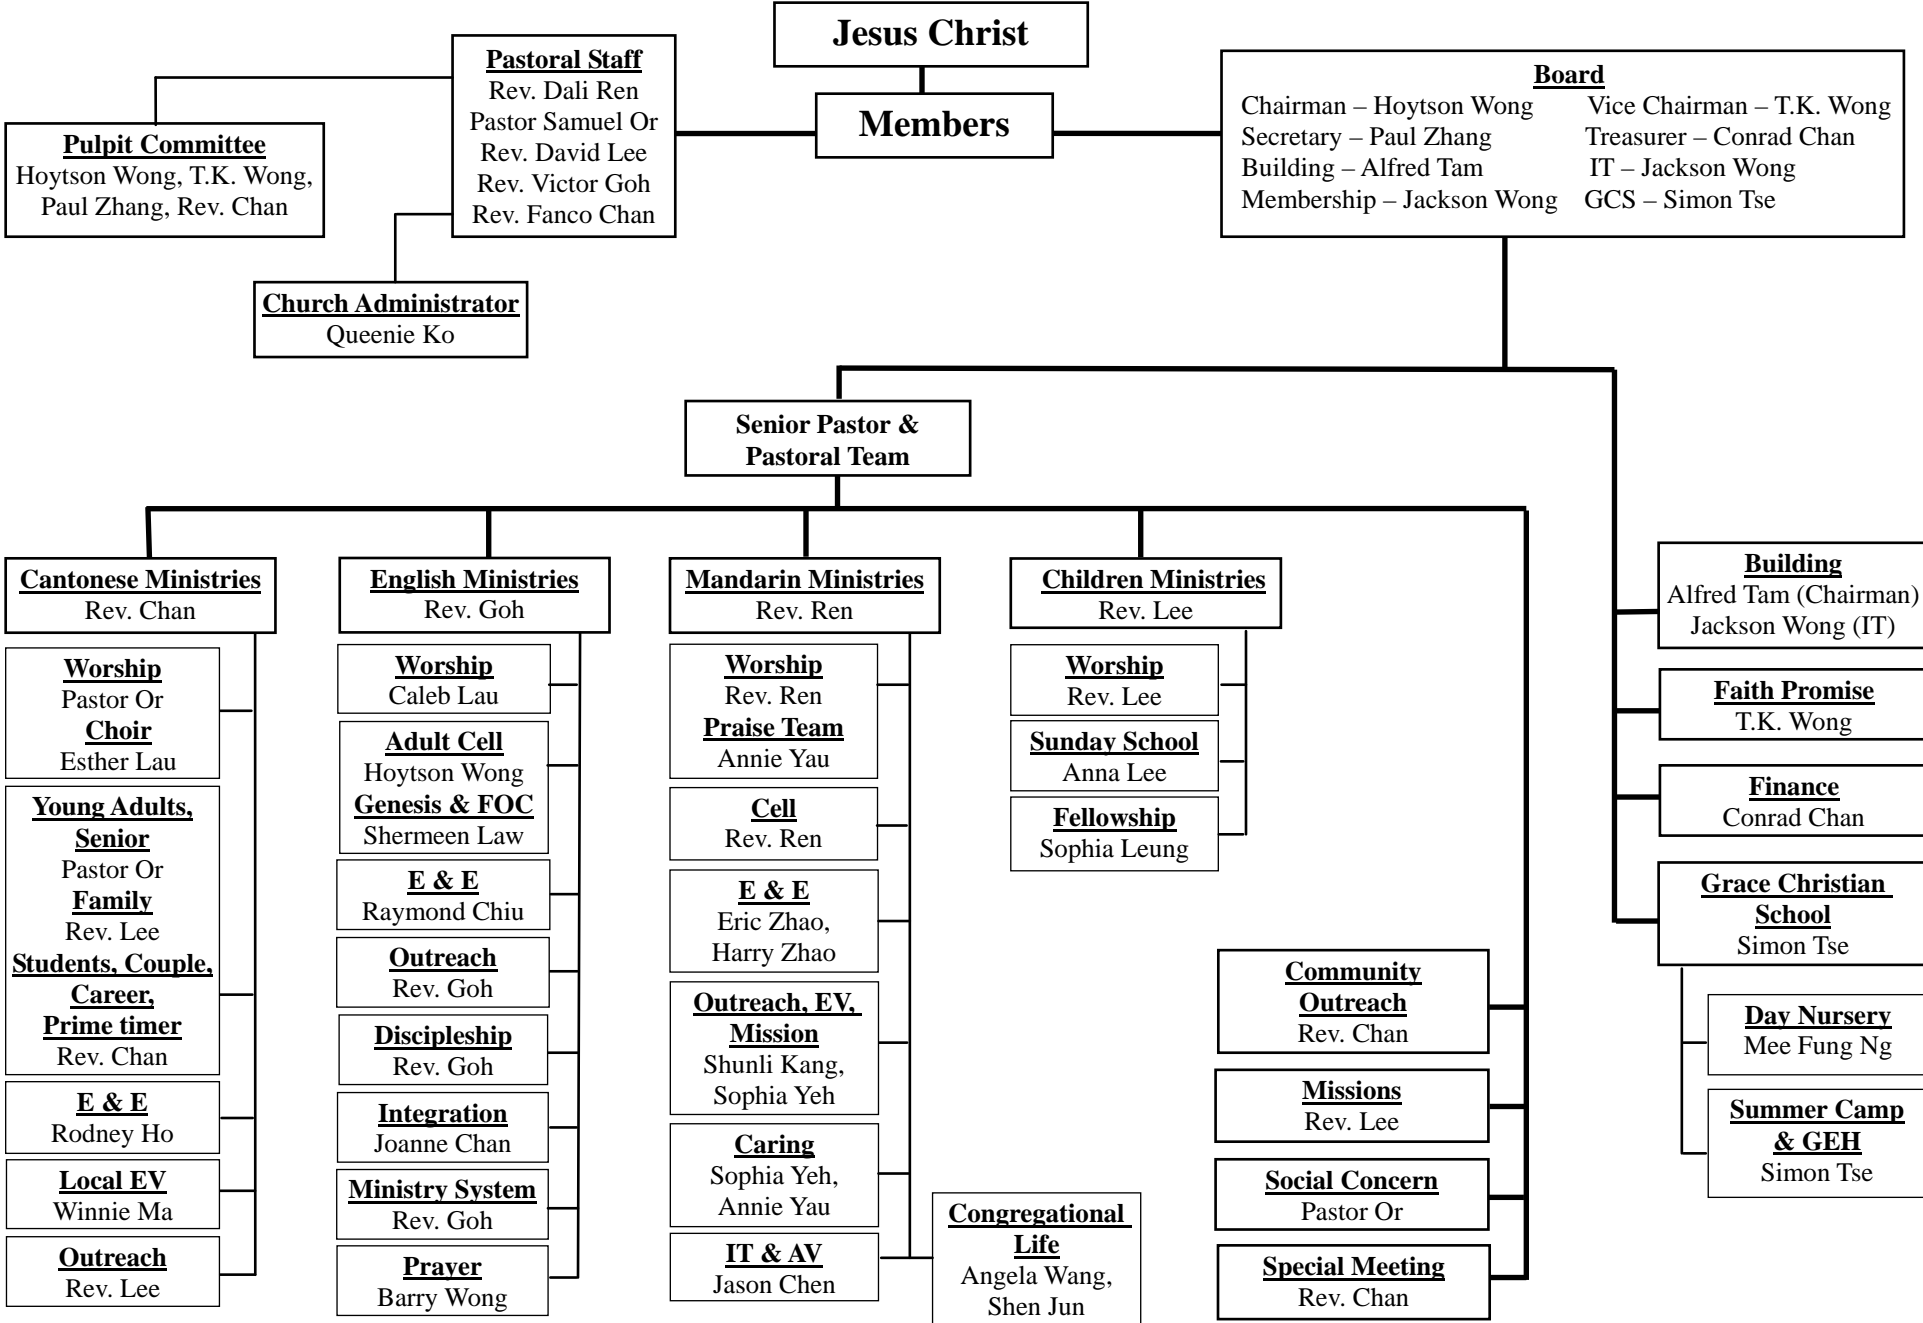 Jesus Christ
Members
Pastoral Staff
Rev. Dali Ren
Pastor Samuel Or
Rev. David Lee
Rev. Victor Goh
Rev. Fanco Chan
Board
Chairman – Hoytson Wong Vice Chairman – T.K. Wong
Secretary – Paul Zhang Treasurer – Conrad Chan
Building – Alfred Tam IT – Jackson Wong
Membership – Jackson Wong GCS – Simon Tse
Pulpit Committee
Hoytson Wong, T.K. Wong,
Paul Zhang, Rev. Chan
Church Administrator
Queenie Ko
Senior Pastor &
Pastoral Team
Cantonese Ministries
Rev. Chan
Worship
Pastor Or
Choir
Esther Lau
Young Adults,
Senior
Pastor Or
Family
Rev. Lee
Students, Couple,
Career,
Prime timer
Rev. Chan
E & E
Rodney Ho
Local EV
Winnie Ma
Outreach
Rev. Lee
English Ministries
Rev. Goh
Worship
Caleb Lau
Adult Cell
Hoytson Wong
Genesis & FOC
Shermeen Law
E & E
Raymond Chiu
Outreach
Rev. Goh
Discipleship
Rev. Goh
Integration
Joanne Chan
Ministry System
Rev. Goh
Prayer
Barry Wong
Mandarin Ministries
Rev. Ren
Worship
Rev. Ren
Praise Team
Annie Yau
Cell
Rev. Ren
E & E
Eric Zhao,
Harry Zhao
Outreach, EV,
Mission
Shunli Kang,
Sophia Yeh
Caring
Sophia Yeh,
Annie Yau
IT & AV
Jason Chen
Congregational
Life
Angela Wang,
Shen Jun
Children Ministries
Rev. Lee
Worship
Rev. Lee
Sunday School
Anna Lee
Fellowship
Sophia Leung
Community
Outreach
Rev. Chan
Missions
Rev. Lee
Social Concern
Pastor Or
Special Meeting
Rev. Chan
Building
Alfred Tam (Chairman)
Jackson Wong (IT)
Faith Promise
T.K. Wong
Finance
Conrad Chan
Grace Christian
School
Simon Tse
Day Nursery
Mee Fung Ng
Summer Camp
& GEH
Simon Tse